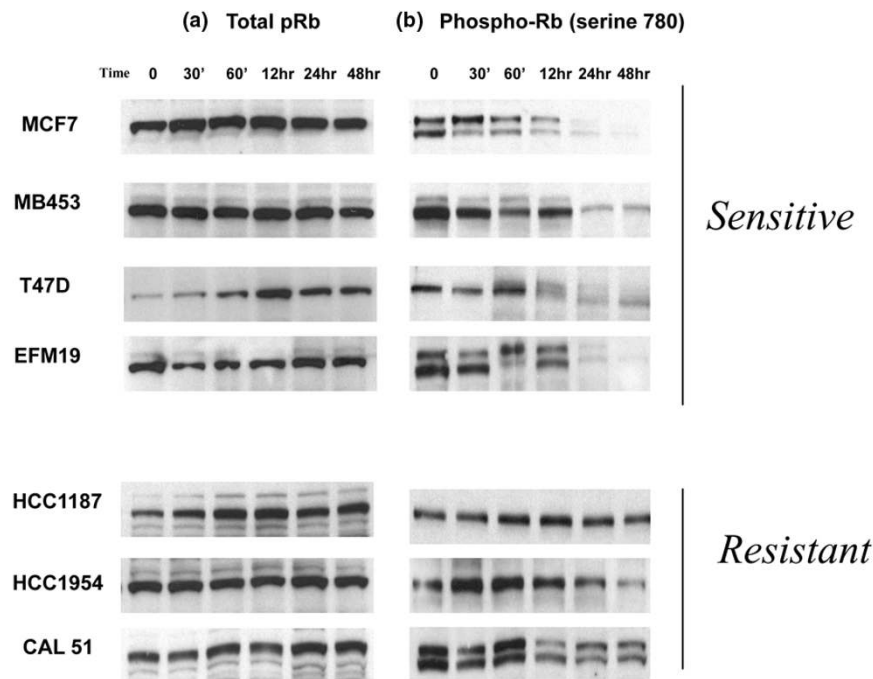 (a) Total pRb (b) Phospho-Rb (serine 780)
Time 0 30' 60' 12hr 24hr 48hr 0 30' 60' 12hr 24hr 48hr
MCF7
MB453
T47D
EFM19
Sensitive
HCC1187
HCC1954
CAL 51
Resistant